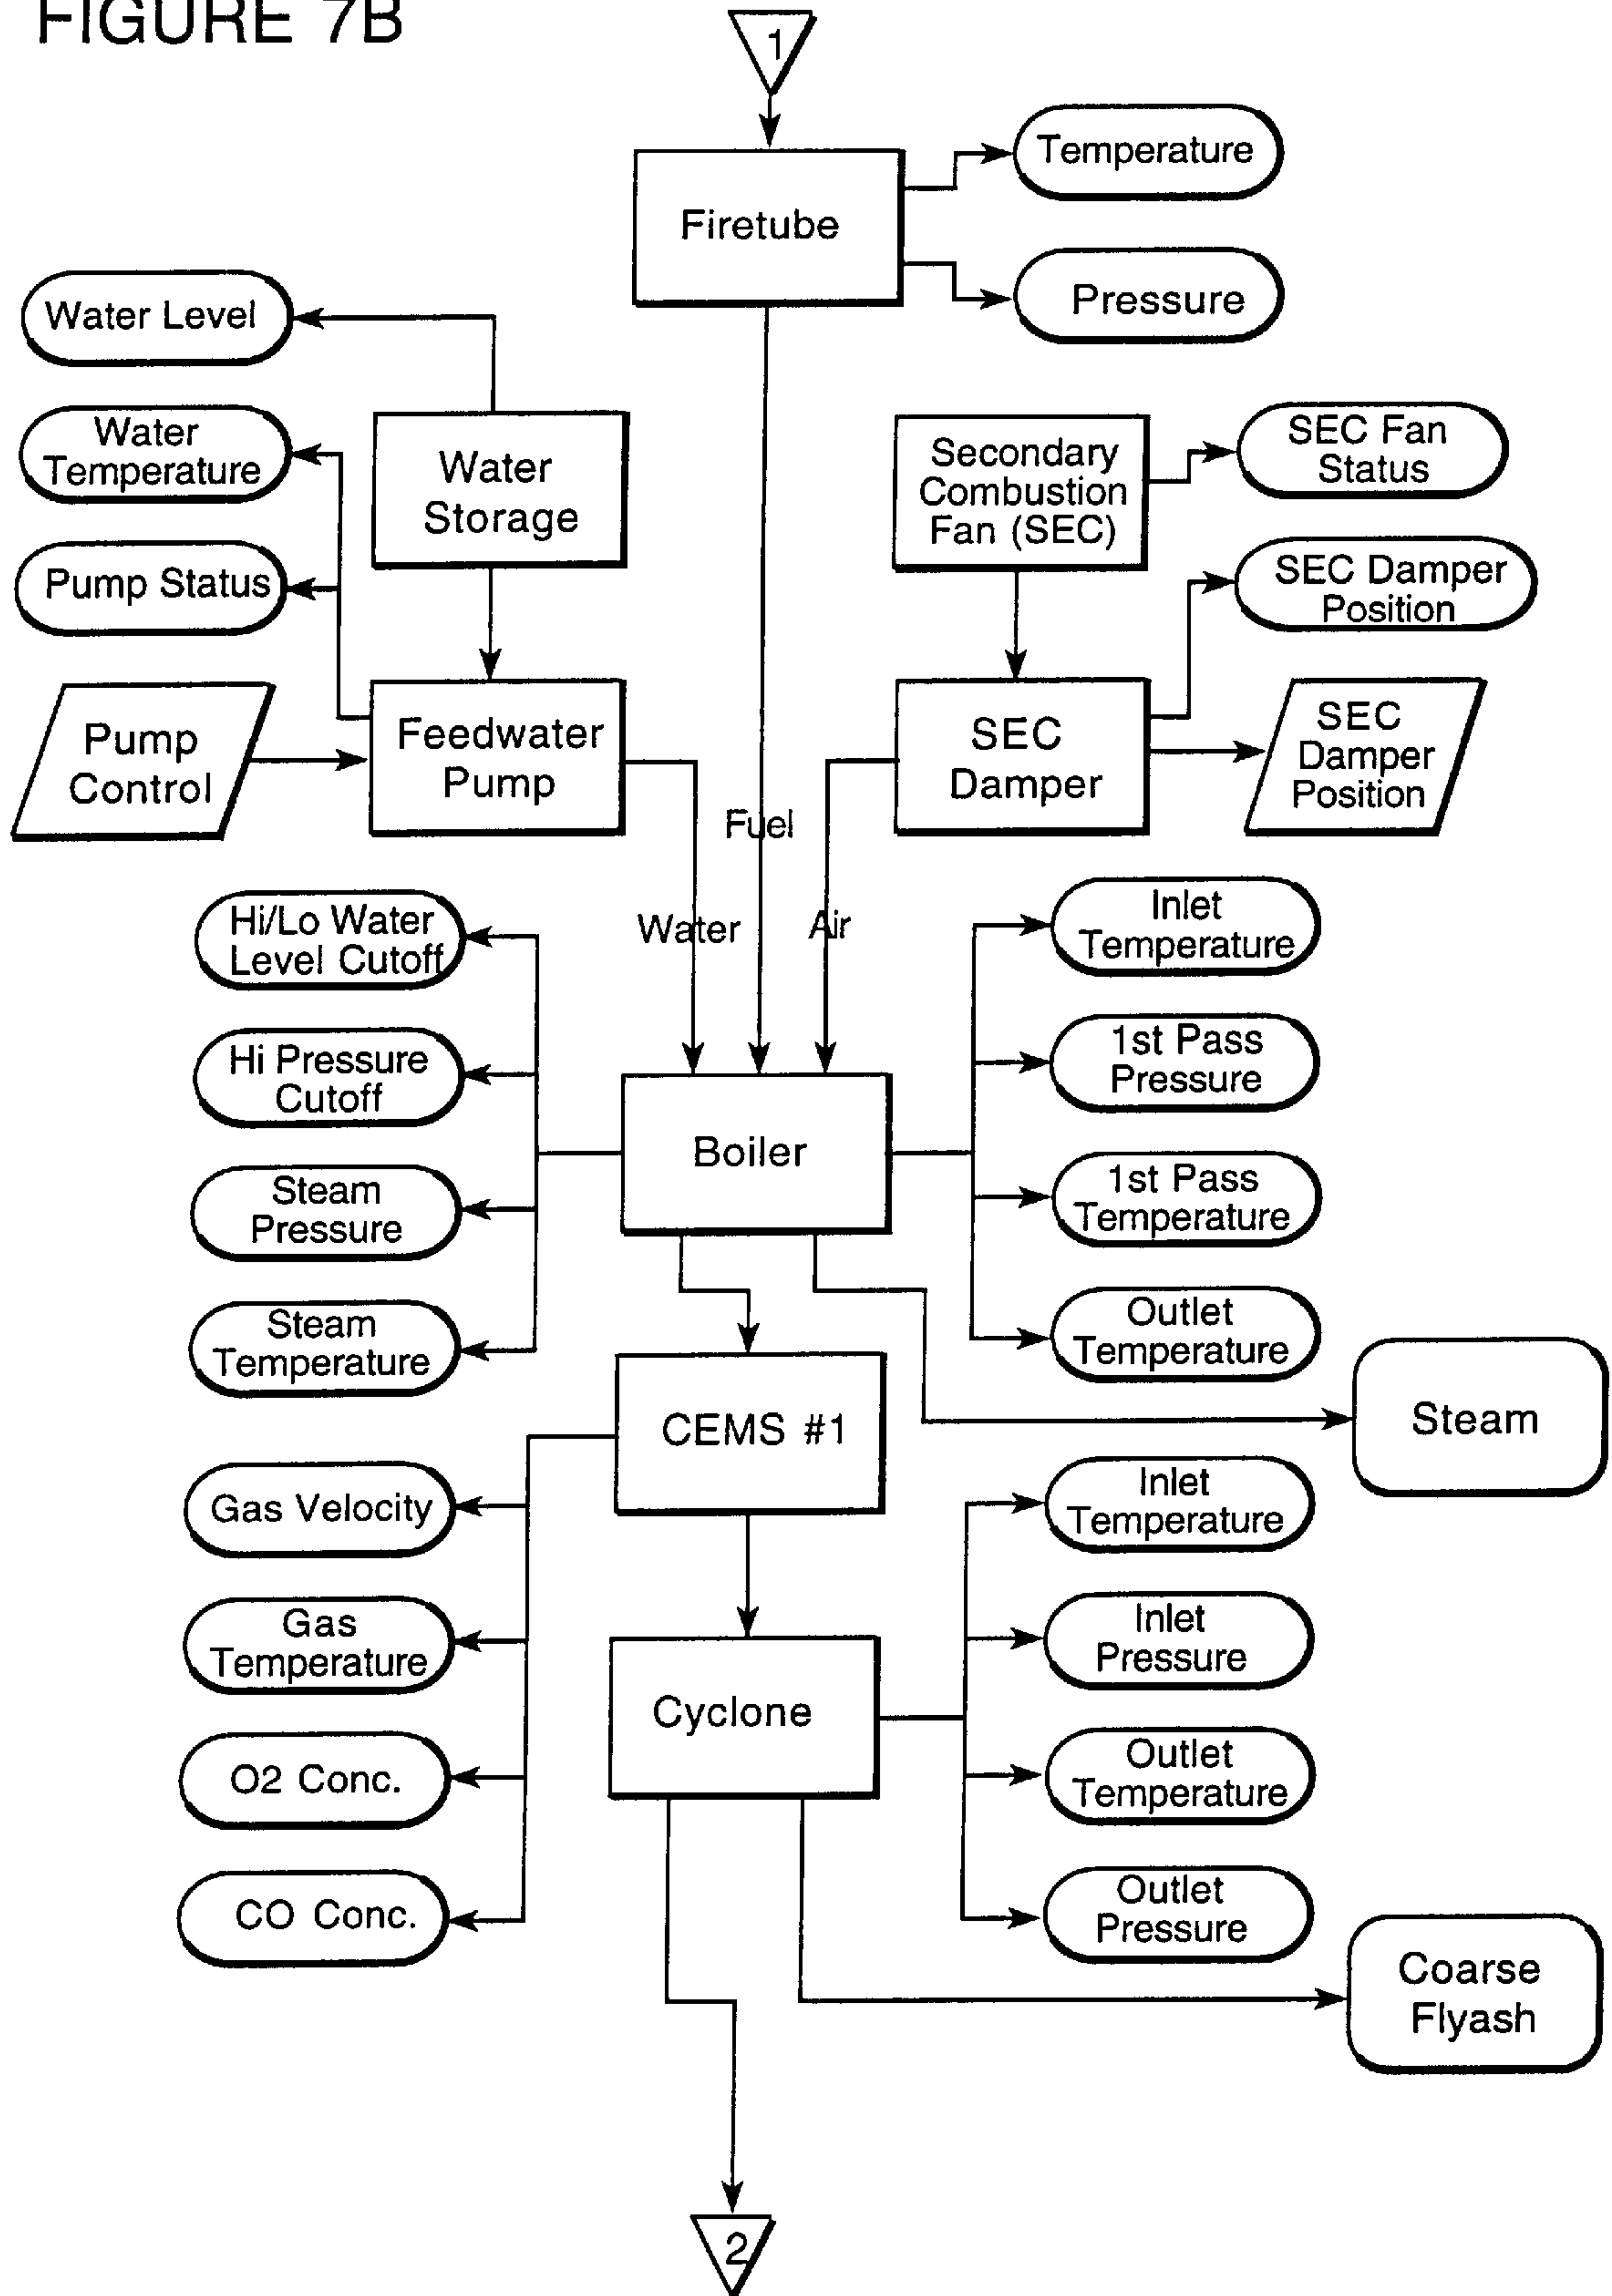 FIGURE 7B
1
Firetube
Temperature
Pressure
Water Level
Water
Temperature
Pump Status
Water
Storage
Secondary
Combustion
Fan (SEC)
SEC Fan
Status
SEC Damper
Position
Pump
Control
Feedwater
Pump
SEC
Damper
SEC
Damper
Position
Fuel
Water
Air
Hi/Lo Water
Level Cutoff
Hi Pressure
Cutoff
Steam
Pressure
Steam
Temperature
Boiler
Inlet
Temperature
1st Pass
Pressure
1st Pass
Temperature
Outlet
Temperature
Steam
CEMS #1
Gas Velocity
Gas
Temperature
O2 Conc.
CO Conc.
Cyclone
Inlet
Temperature
Inlet
Pressure
Outlet
Temperature
Outlet
Pressure
Coarse
Flyash
2